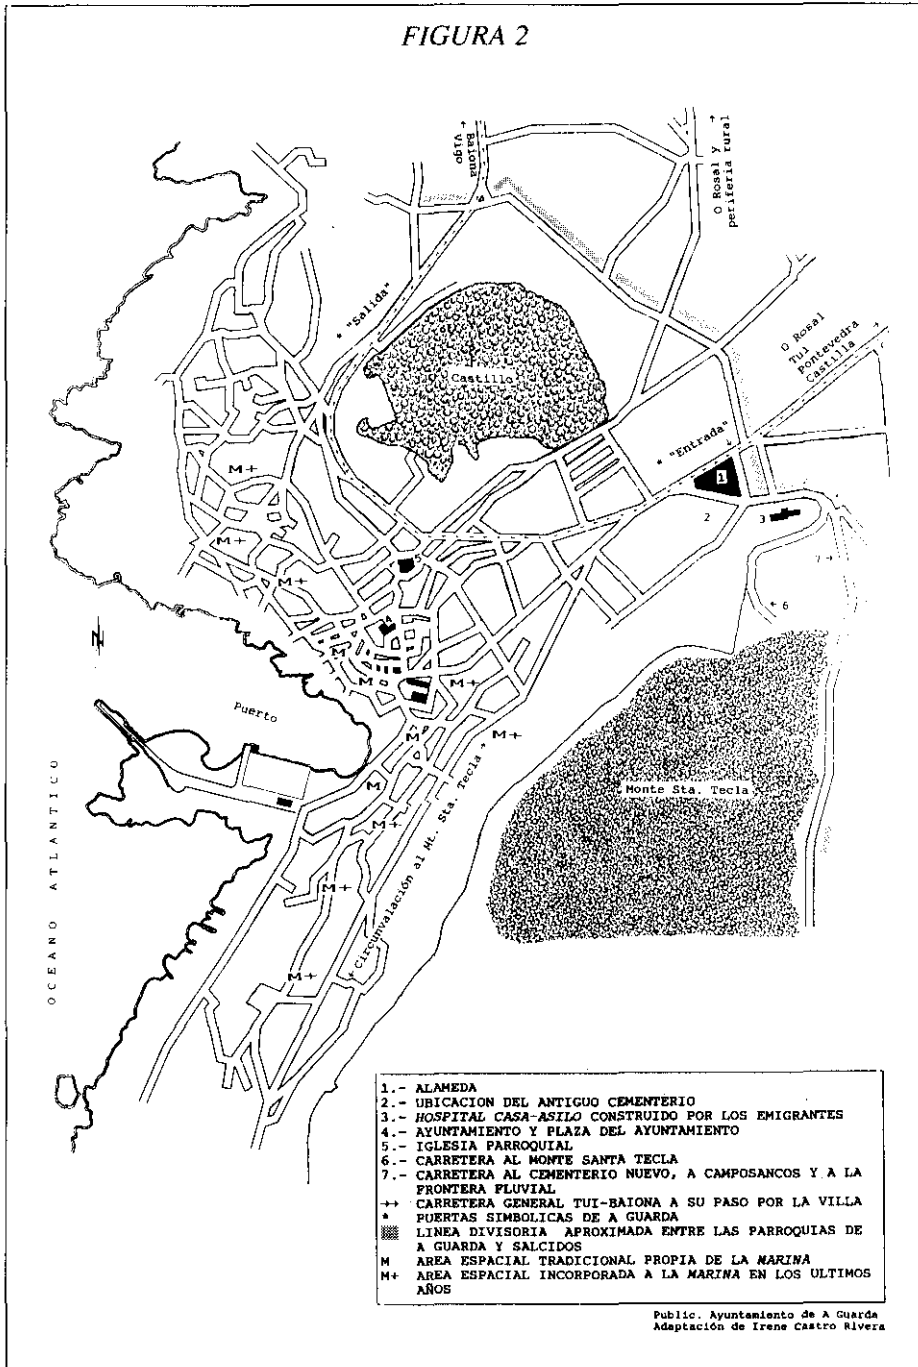 FIGURA 2
← Baiona
Vigo
O Rosal y →
periferia rural
* "Salida"
Castillo
O Rosal
Tui
Pontevedra
Castilla →
* "Entrada"
1
2
3
7 →
← 6
5
4
M+
M+
M+
M
M
M+
M
M+
M
M+
M+
M+
N
Puerto
OCEANO ATLANTICO
← Circunvalación al Mt. Sta. Tecla →
Monte Sta. Tecla
1.- ALAMEDA
2.- UBICACION DEL ANTIGUO CEMENTERIO
3.- HOSPITAL CASA-ASILO CONSTRUIDO POR LOS EMIGRANTES
4.- AYUNTAMIENTO Y PLAZA DEL AYUNTAMIENTO
5.- IGLESIA PARROQUIAL
6.- CARRETERA AL MONTE SANTA TECLA
7.- CARRETERA AL CEMENTERIO NUEVO, A CAMPOSANCOS Y A LA
FRONTERA FLUVIAL
→→ CARRETERA GENERAL TUI-BAIONA A SU PASO POR LA VILLA
* PUERTAS SIMBOLICAS DE A GUARDA
LINEA DIVISORIA APROXIMADA ENTRE LAS PARROQUIAS DE
A GUARDA Y SALCIDOS
M AREA ESPACIAL TRADICIONAL PROPIA DE LA MARINA
M+ AREA ESPACIAL INCORPORADA A LA MARINA EN LOS ULTIMOS
AÑOS
Public. Ayuntamiento de A Guarda
Adaptación de Irene Castro Rivera